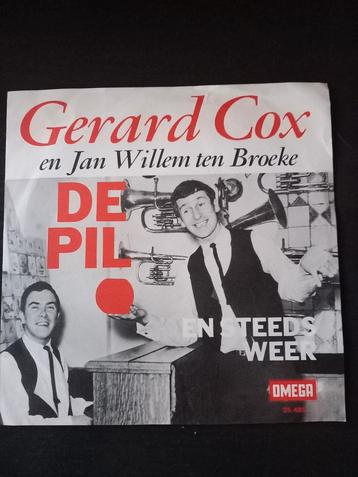 Gerard Cox
en Jan Willem ten Broeke
DE
PIL
EN STEEDS
WEER
OMEGA